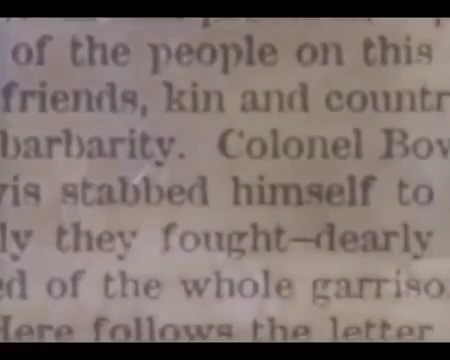 of the people on this
friends, kin and countr
barbarity. Colonel Bow
vis stabbed himself to
ly they fought—dearly
ed of the whole garriso
Here follows the letter